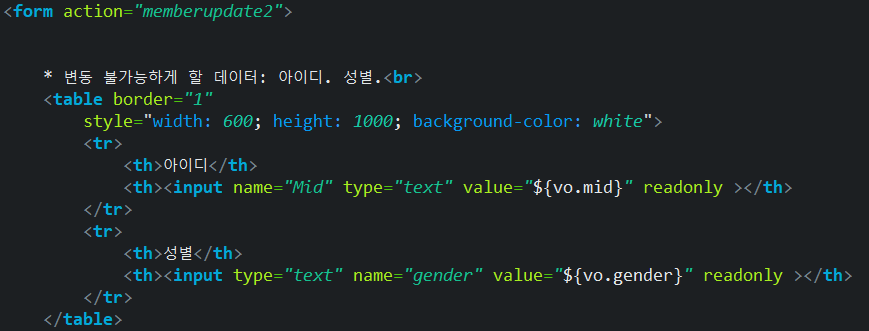 <form action="memberupdate2">
* 변동 불가능하게 할 데이터: 아이디. 성별.<br>
<table border="1"
style="width: 600; height: 1000; background-color: white">
<tr>
<th>아이디</th>
<th><input name="Mid" type="text" value="${vo.mid}" readonly ></th>
</tr>
<tr>
<th>성별</th>
<th><input type="text" name="gender" value="${vo.gender}" readonly ></th>
</tr>
</table>